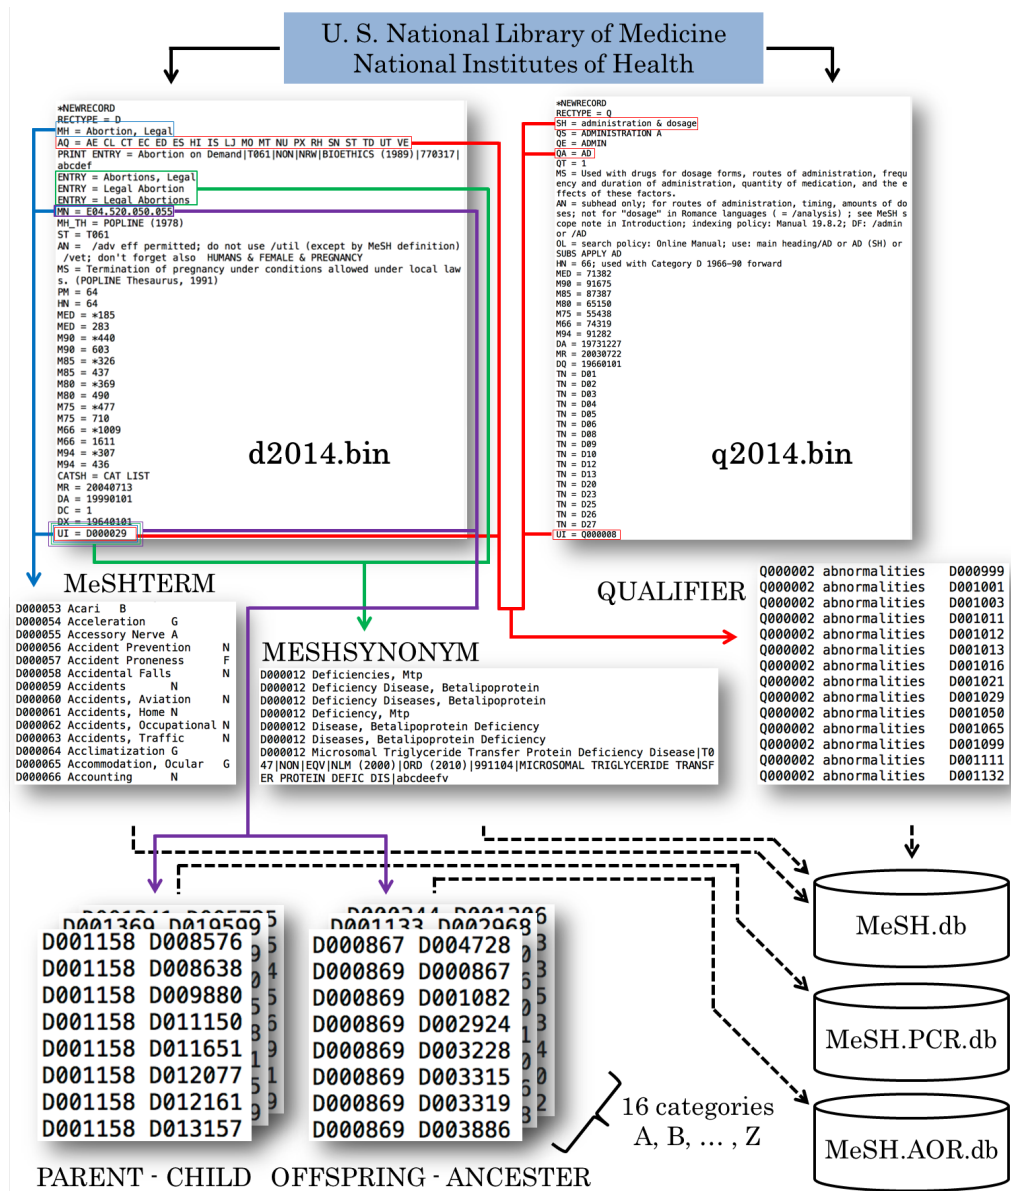 U. S. National Library of Medicine
National Institutes of Health
*NEWRECORD
RECTYPE = D
MH = Abortion, Legal
AQ = AE CL CT EC ED ES HI IS LJ MO MT NU PX RH SN ST TD UT VE
PRINT ENTRY = Abortion on Demand|T061|NON|NRW|BIOETHICS (1989)|770317|
abcdef
ENTRY = Abortions, Legal
ENTRY = Legal Abortion
ENTRY = Legal Abortions
MN = E04.520.050.055
MH_TH = POPLINE (1978)
ST = T061
AN =  /adv eff permitted; do not use /util (except by MeSH definition)
/vet; don't forget also  HUMANS & FEMALE & PREGNANCY
MS = Termination of pregnancy under conditions allowed under local law
s. (POPLINE Thesaurus, 1991)
PM = 64
HN = 64
MED = *185
MED = 283
M90 = *440
M90 = 603
M85 = *326
M85 = 437
M80 = *369
M80 = 490
M75 = *477
M75 = 710
M66 = *1009
M66 = 1611
M94 = *307
M94 = 436
CATSH = CAT LIST
MR = 20040713
DA = 19990101
DC = 1
DX = 19640101
UI = D000029
d2014.bin
*NEWRECORD
RECTYPE = Q
SH = administration & dosage
QS = ADMINISTRATION A
QE = ADMIN
QA = AD
QT = 1
MS = Used with drugs for dosage forms, routes of administration, frequ
ency and duration of administration, quantity of medication, and the e
ffects of these factors.
AN = subhead only; for routes of administration, timing, amounts of do
ses; not for "dosage" in Romance languages ( = /analysis) ; see MeSH s
cope note in Introduction; indexing policy: Manual 19.8.2; DF: /admin
or /AD
OL = search policy: Online Manual; use: main heading/AD or AD (SH) or
SUBS APPLY AD
HN = 66; used with Category D 1966-90 forward
MED = 71382
M90 = 91675
M85 = 87387
M80 = 65150
M75 = 55438
M66 = 74319
M94 = 91282
DA = 19731227
MR = 20030722
DQ = 19660101
TN = D01
TN = D02
TN = D03
TN = D04
TN = D05
TN = D06
TN = D08
TN = D09
TN = D10
TN = D12
TN = D13
TN = D20
TN = D23
TN = D25
TN = D26
TN = D27
UI = Q000008
q2014.bin
MeSHTERM
D000053 Acari B
D000054 Acceleration G
D000055 Accessory Nerve A
D000056 Accident Prevention N
D000057 Accident Proneness F
D000058 Accidental Falls N
D000059 Accidents N
D000060 Accidents, Aviation N
D000061 Accidents, Home N
D000062 Accidents, Occupational N
D000063 Accidents, Traffic N
D000064 Acclimatization G
D000065 Accommodation, Ocular G
D000066 Accounting N
MESHSYNONYM
D000012 Deficiencies, Mtp
D000012 Deficiency Disease, Betalipoprotein
D000012 Deficiency Diseases, Betalipoprotein
D000012 Deficiency, Mtp
D000012 Disease, Betalipoprotein Deficiency
D000012 Diseases, Betalipoprotein Deficiency
D000012 Microsomal Triglyceride Transfer Protein Deficiency Disease|T0
47|NON|EQV|NLM (2000)|ORD (2010)|991104|MICROSOMAL TRIGLYCERIDE TRANSF
ER PROTEIN DEFIC DIS|abcdeefv
QUALIFIER
Q000002 abnormalities D000999
Q000002 abnormalities D001001
Q000002 abnormalities D001003
Q000002 abnormalities D001011
Q000002 abnormalities D001012
Q000002 abnormalities D001013
Q000002 abnormalities D001016
Q000002 abnormalities D001021
Q000002 abnormalities D001029
Q000002 abnormalities D001050
Q000002 abnormalities D001065
Q000002 abnormalities D001099
Q000002 abnormalities D001111
Q000002 abnormalities D001132
D001369 D019599
D001158 D008576
D001158 D008638
D001158 D009880
D001158 D011150
D001158 D011651
D001158 D012077
D001158 D012161
D001158 D013157
PARENT - CHILD
D001133 D002968
D000867 D004728
D000869 D000867
D000869 D001082
D000869 D002924
D000869 D003228
D000869 D003315
D000869 D003319
D000869 D003886
OFFSPRING - ANCESTER
16 categories
A, B, ... , Z
MeSH.db
MeSH.PCR.db
MeSH.AOR.db